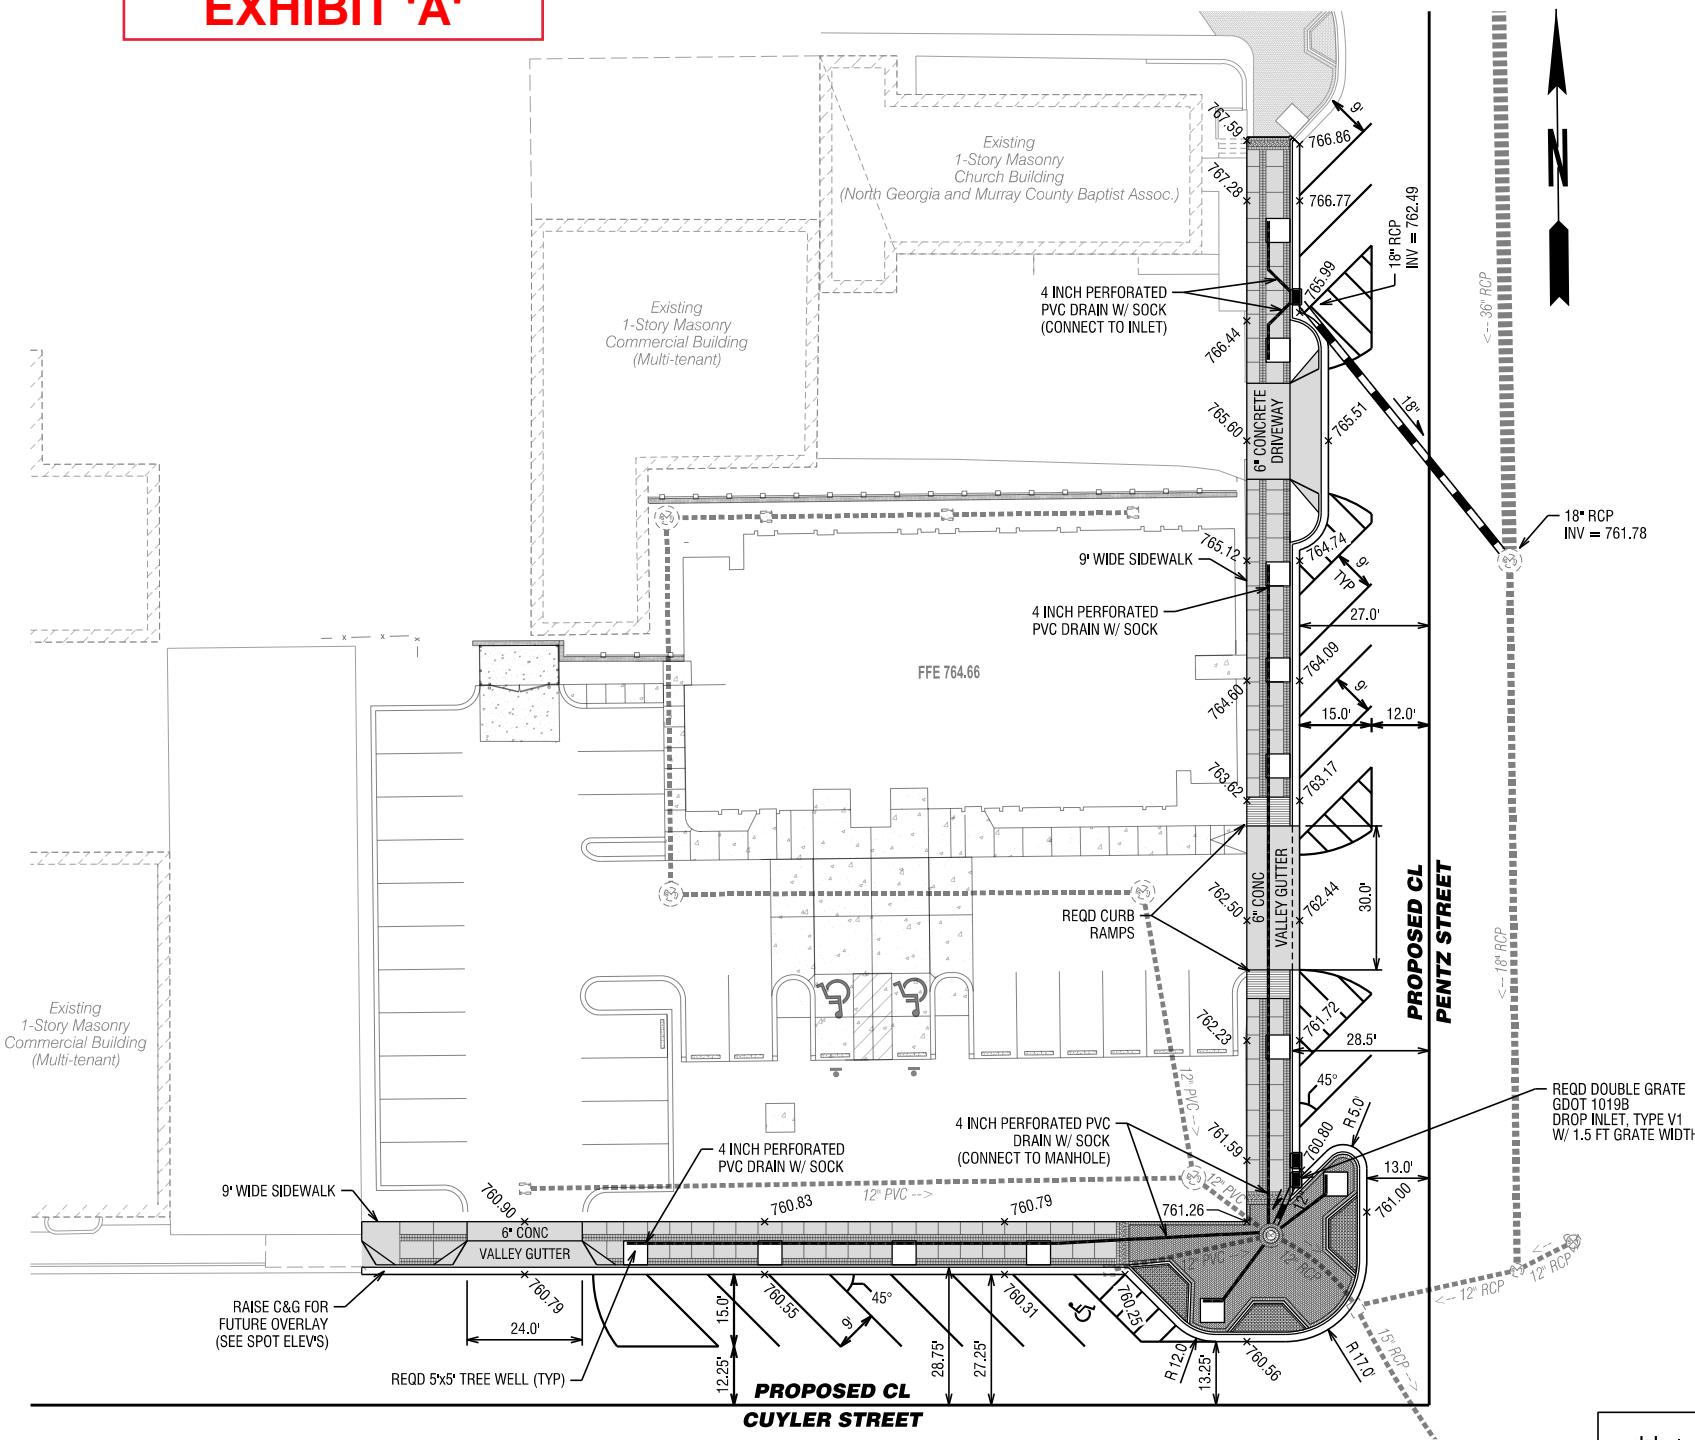 EXHIBIT 'A'
N
767.59
9'
766.86
Existing
1-Story Masonry
Church Building
(North Georgia and Murray County Baptist Assoc.)
767.28
766.77
18" RCP
INV = 762.49
<-- 36" RCP
765.99
4 INCH PERFORATED
PVC DRAIN W/ SOCK
(CONNECT TO INLET)
Existing
1-Story Masonry
Commercial Building
(Multi-tenant)
766.44
18"
765.60
6" CONCRETE
DRIVEWAY
765.51
18" RCP
INV = 761.78
765.12
764.74
9' WIDE SIDEWALK
9'
TYP
4 INCH PERFORATED
PVC DRAIN W/ SOCK
27.0'
FFE 764.66
764.60
764.09
9'
15.0'
12.0'
763.62
763.17
REQD CURB
RAMPS
762.50
6" CONC
VALLEY GUTTER
762.44
30.0'
PROPOSED CL
PENTZ STREET
<-- 18" RCP
Existing
1-Story Masonry
Commercial Building
(Multi-tenant)
762.23
761.72
28.5'
12" PVC -->
45°
REQD DOUBLE GRATE
GDOT 1019B
DROP INLET, TYPE V1
W/ 1.5 FT GRATE WIDTH
R 5.0'
4 INCH PERFORATED PVC
DRAIN W/ SOCK
(CONNECT TO MANHOLE)
761.59
760.80
4 INCH PERFORATED
PVC DRAIN W/ SOCK
13.0'
9' WIDE SIDEWALK
760.90
12" PVC -->
12" PVC
760.83
760.79
761.26
761.00
6" CONC
VALLEY GUTTER
12" PVC
12" RCP
12" RCP
<-- 12" RCP
RAISE C&G FOR
FUTURE OVERLAY
(SEE SPOT ELEV'S)
760.79
24.0'
15.0'
760.55
9'
45°
760.31
760.25
760.56
R 12.0'
R 17.0'
15" RCP -->
REQD 5'x5' TREE WELL (TYP)
12.25'
28.75'
27.25'
13.25'
PROPOSED CL
CUYLER STREET